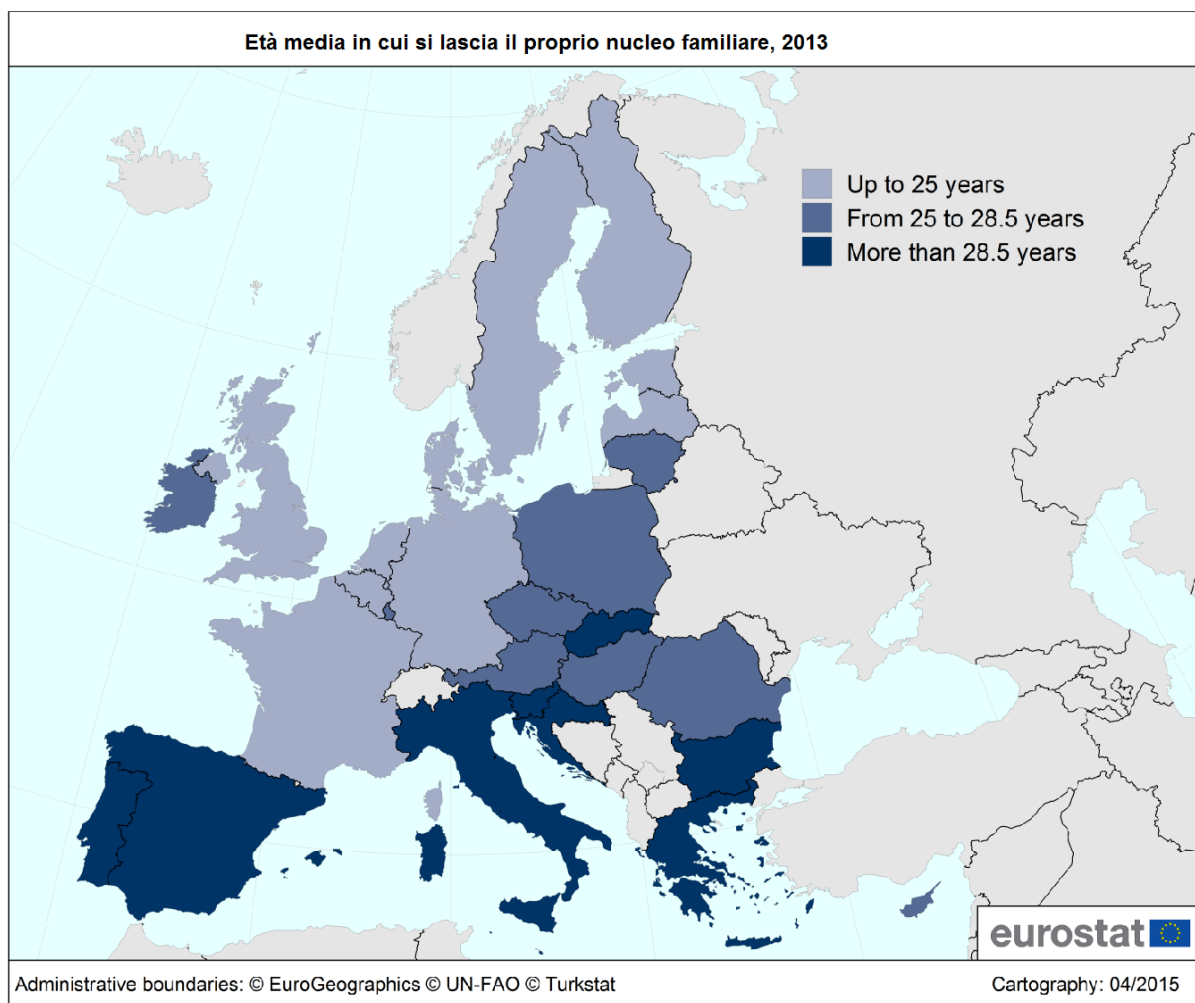 Età media in cui si lascia il proprio nucleo familiare, 2013
Up to 25 years
From 25 to 28.5 years
More than 28.5 years
eurostat
Administrative boundaries: © EuroGeographics © UN-FAO © Turkstat
Cartography: 04/2015